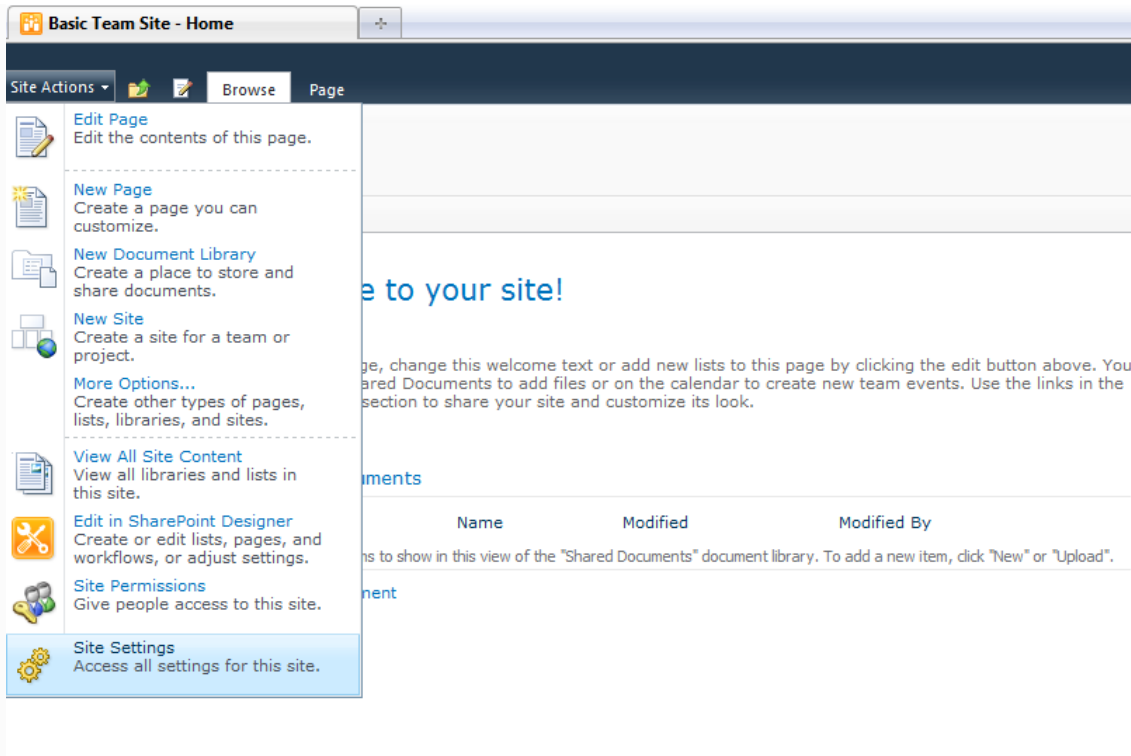 Basic Team Site - Home
Site Actions
Browse
Page
Edit Page
Edit the contents of this page.
New Page
Create a page you can
customize.
New Document Library
Create a place to store and
share documents.
New Site
Create a site for a team or
project.
More Options...
Create other types of pages,
lists, libraries, and sites.
View All Site Content
View all libraries and lists in
this site.
Edit in SharePoint Designer
Create or edit lists, pages, and
workflows, or adjust settings.
Site Permissions
Give people access to this site.
Site Settings
Access all settings for this site.
e to your site!
ge, change this welcome text or add new lists to this page by clicking the edit button above. You
ared Documents to add files or on the calendar to create new team events. Use the links in the
section to share your site and customize its look.
uments
Name Modified Modified By
ns to show in this view of the "Shared Documents" document library. To add a new item, click "New" or "Upload".
ment